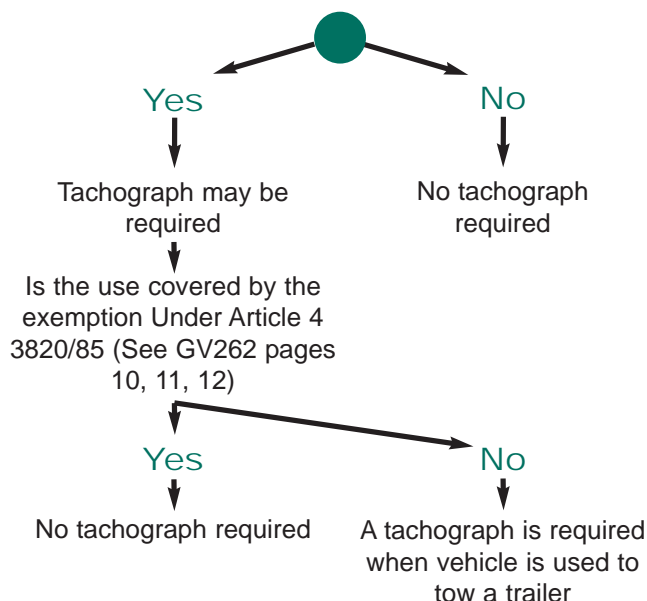 Yes
No
Tachograph may be
required
No tachograph
required
Is the use covered by the
exemption Under Article 4
3820/85 (See GV262 pages
10, 11, 12)
Yes
No
No tachograph required
A tachograph is required
when vehicle is used to
tow a trailer